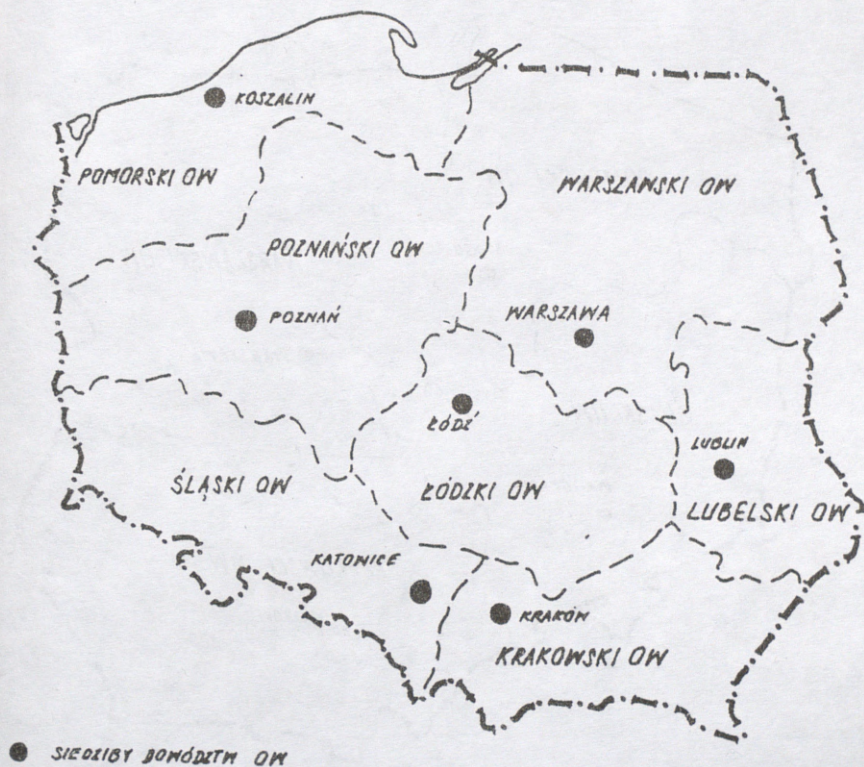 KOSZALIN
POMORSKI OW
WARSZAWSKI OW
POZNAŃSKI OW
POZNAŃ
WARSZAWA
ŁÓDŹ
LUBLIN
ŚLĄSKI OW
ŁÓDZKI OW
LUBELSKI OW
KATOWICE
KRAKÓW
KRAKOWSKI OW
SIEDZIBY DOWÓDZTW OW